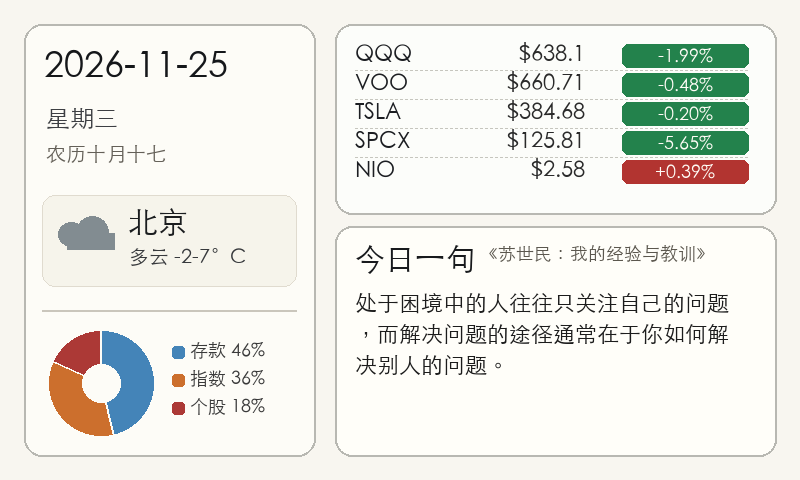 2026-11-25
星期三
农历十月十七
北京
多云 -2-7°C
存款 46%
指数 36%
个股 18%
QQQ $638.1 -1.99%
VOO $660.71 -0.48%
TSLA $384.68 -0.20%
SPCX $125.81 -5.65%
NIO $2.58 +0.39%
今日一句 《苏世民：我的经验与教训》
处于困境中的人往往只关注自己的问题
，而解决问题的途径通常在于你如何解
决别人的问题。